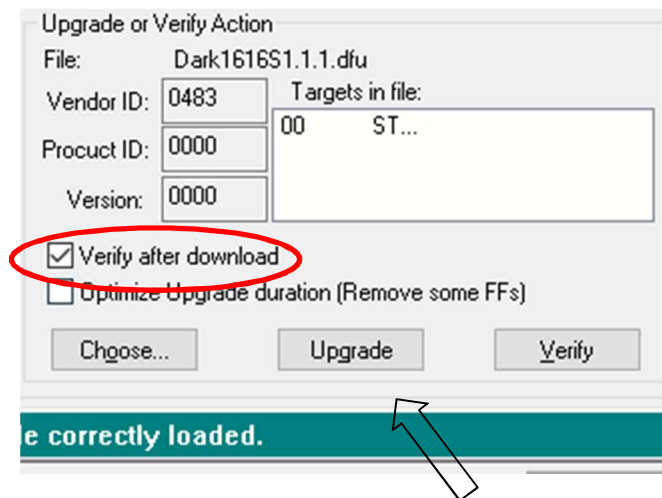 Upgrade or Verify Action
File: Dark1616S1.1.1.dfu
Vendor ID: 0483
Targets in file:
00 ST...
Procuct ID: 0000
Version: 0000
Verify after download
Optimize Upgrade duration (Remove some FFs)
Choose... Upgrade Verify
e correctly loaded.